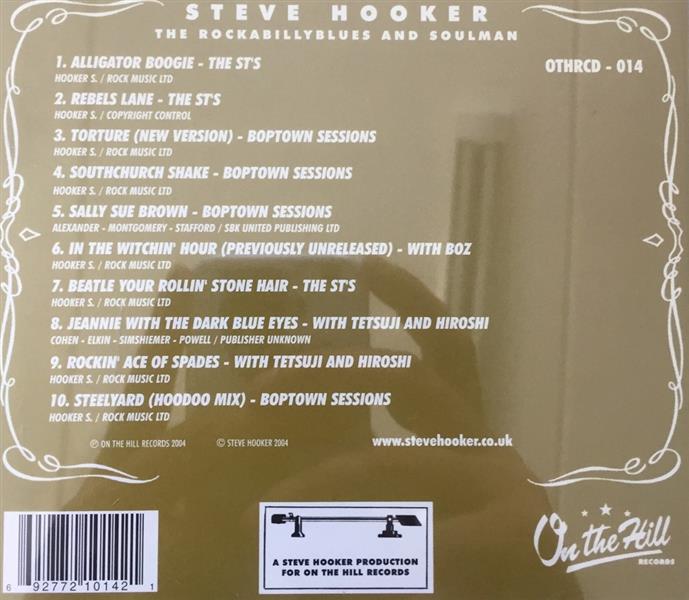 STEVE HOOKER
THE ROCKABILLYBLUES AND SOULMAN
OTHRCD - 014
1. ALLIGATOR BOOGIE - THE ST'S
HOOKER S. / ROCK MUSIC LTD
2. REBELS LANE - THE ST'S
HOOKER S. / COPYRIGHT CONTROL
3. TORTURE (NEW VERSION) - BOPTOWN SESSIONS
HOOKER S. / ROCK MUSIC LTD
4. SOUTHCHURCH SHAKE - BOPTOWN SESSIONS
HOOKER S. / ROCK MUSIC LTD
5. SALLY SUE BROWN - BOPTOWN SESSIONS
ALEXANDER - MONTGOMERY - STAFFORD / SBK UNITED PUBLISHING LTD
6. IN THE WITCHIN' HOUR (PREVIOUSLY UNRELEASED) - WITH BOZ
HOOKER S. / ROCK MUSIC LTD
7. BEATLE YOUR ROLLIN' STONE HAIR - THE ST'S
HOOKER S. / ROCK MUSIC LTD
8. JEANNIE WITH THE DARK BLUE EYES - WITH TETSUJI AND HIROSHI
COHEN - ELKIN - SIMSHIEMER - POWELL / PUBLISHER UNKNOWN
9. ROCKIN' ACE OF SPADES - WITH TETSUJI AND HIROSHI
HOOKER S. / ROCK MUSIC LTD
10. STEELYARD (HOODOO MIX) - BOPTOWN SESSIONS
HOOKER S. / ROCK MUSIC LTD
℗ ON THE HILL RECORDS 2004 © STEVE HOOKER 2004 www.stevehooker.co.uk
6 92772 10142 1
A STEVE HOOKER PRODUCTION
FOR ON THE HILL RECORDS
On the Hill
RECORDS